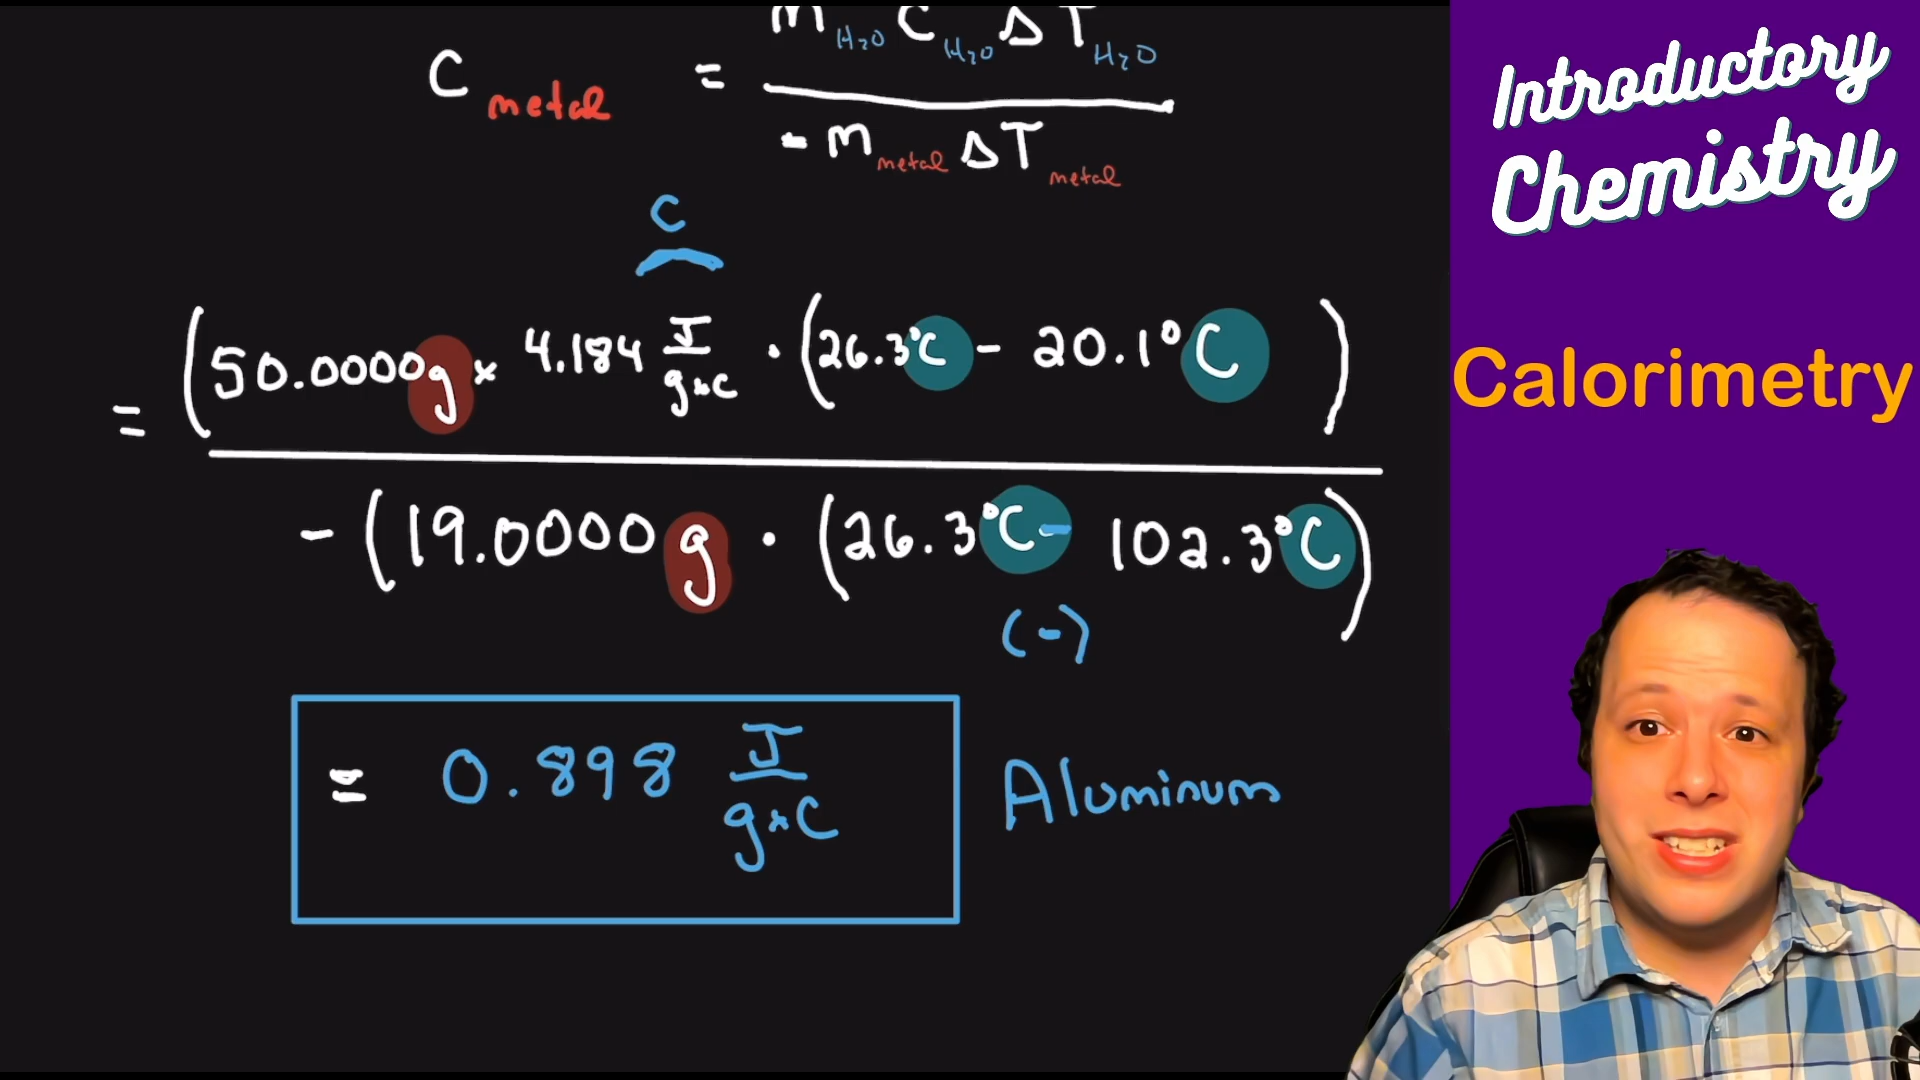 m H₂O C H₂O ΔT H₂O
C metal = ―
- m metal ΔT metal
C
= (50.0000g × 4.184 J/g×C · (26.3°C - 20.1°C )
-(19.0000 g · (26.3°C - 102.3°C)
(-)
= 0.898 J/g×C Aluminum
Introductory
Chemistry
Calorimetry